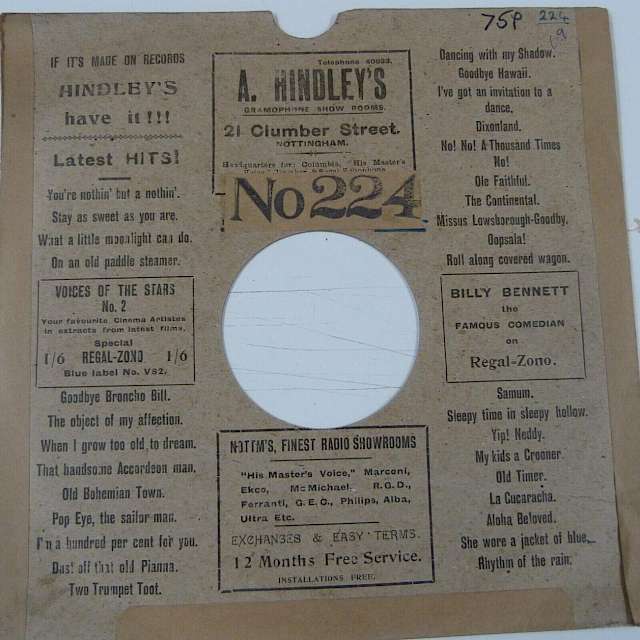 75P 224
9
IF IT'S MADE ON RECORDS
HINDLEY'S
have it!!!
Latest HITS!
You're nothin' but a nothin'.
Stay as sweet as you are.
What a little moonlight can do.
On an old paddle steamer.
VOICES OF THE STARS
No. 2
Your favourite Cinema Artistes
in extracts from latest films.
Special
1/6 REGAL-ZONO 1/6
Blue label No. VS2.
Goodbye Broncho Bill.
The object of my affection.
When I grow too old, to dream.
That handsome Accordeon man.
Old Bohemian Town.
Pop Eye, the sailor man.
I'm a hundred per cent for you.
Dust off that old Pianna.
Two Trumpet Toot.
Telephone 40933.
A. HINDLEY'S
GRAMOPHONE SHOW ROOMS.
21 Clumber Street.
NOTTINGHAM.
Headquarters for: Columbia, "His Master's
No 224
NOTTM'S, FINEST RADIO SHOWROOMS
"His Master's Voice," Marconi,
Ekco, McMichael, R.G.D.,
Ferranti, G.E.C., Philips, Alba,
Ultra Etc.
EXCHANGES & EASY TERMS.
12 Months Free Service.
INSTALLATIONS FREE.
Dancing with my Shadow.
Goodbye Hawaii.
I've got an invitation to a
dance.
Dixonland.
No! No! A Thousand Times
No!
Ole Faithful.
The Continental.
Missus Lowsborough-Goodby.
Oopsala!
Roll along covered wagon.
BILLY BENNETT
the
FAMOUS COMEDIAN
on
Regal-Zono.
Samum.
Sleepy time in sleepy hollow.
Yip! Neddy.
My kids a Crooner.
Old Timer.
La Cucaracha.
Aloha Beloved.
She wore a jacket of blue.
Rhythm of the rain.